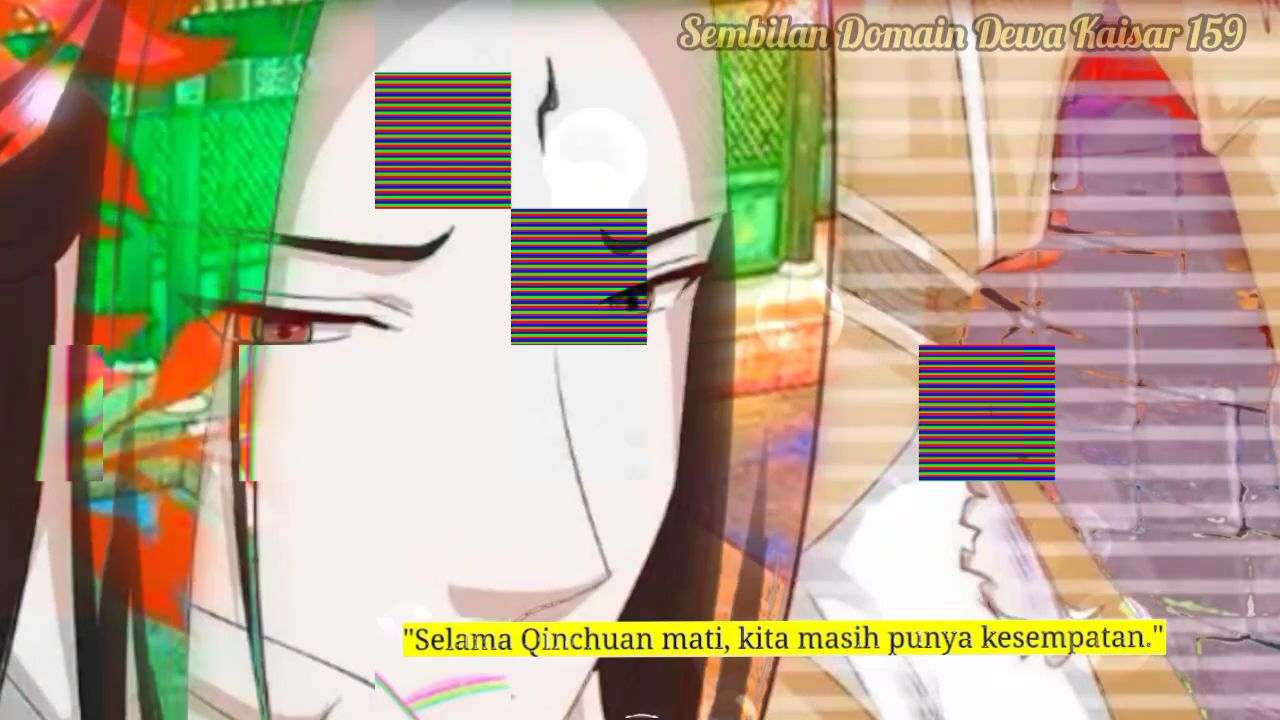 Sembilan Domain Dewa Kaisar 159
"Selama Qinchuan mati, kita masih punya kesempatan."